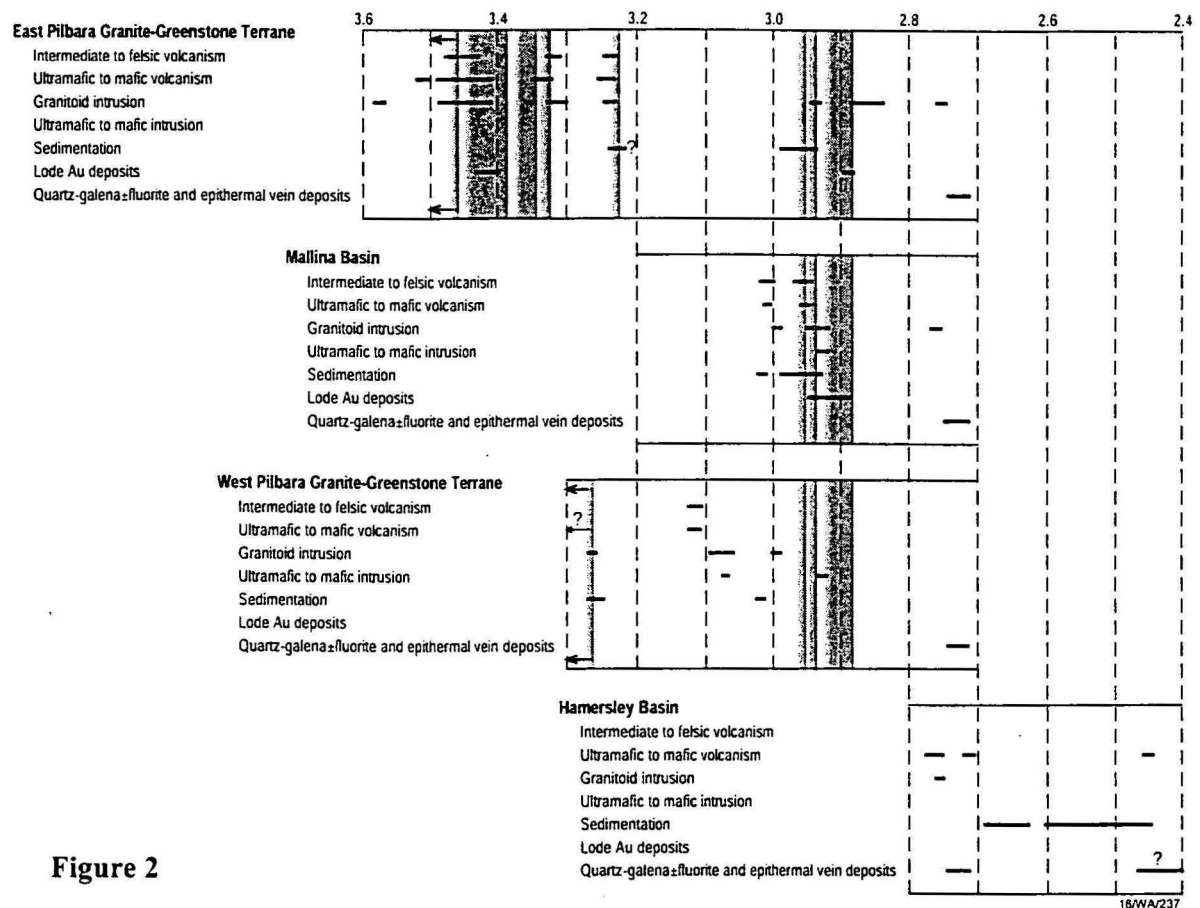 3.6 3.4 3.2 3.0 2.8 2.6 2.4
East Pilbara Granite-Greenstone Terrane
Intermediate to felsic volcanism
Ultramafic to mafic volcanism
Granitoid intrusion
Ultramafic to mafic intrusion
Sedimentation ?
Lode Au deposits
Quartz-galena±fluorite and epithermal vein deposits
Mallina Basin
Intermediate to felsic volcanism
Ultramafic to mafic volcanism
Granitoid intrusion
Ultramafic to mafic intrusion
Sedimentation
Lode Au deposits
Quartz-galena±fluorite and epithermal vein deposits
West Pilbara Granite-Greenstone Terrane
Intermediate to felsic volcanism
Ultramafic to mafic volcanism ?
Granitoid intrusion
Ultramafic to mafic intrusion
Sedimentation
Lode Au deposits
Quartz-galena±fluorite and epithermal vein deposits
Hamersley Basin
Intermediate to felsic volcanism
Ultramafic to mafic volcanism
Granitoid intrusion
Ultramafic to mafic intrusion
Sedimentation
Lode Au deposits
Quartz-galena±fluorite and epithermal vein deposits ?
Figure 2
16/WA/237